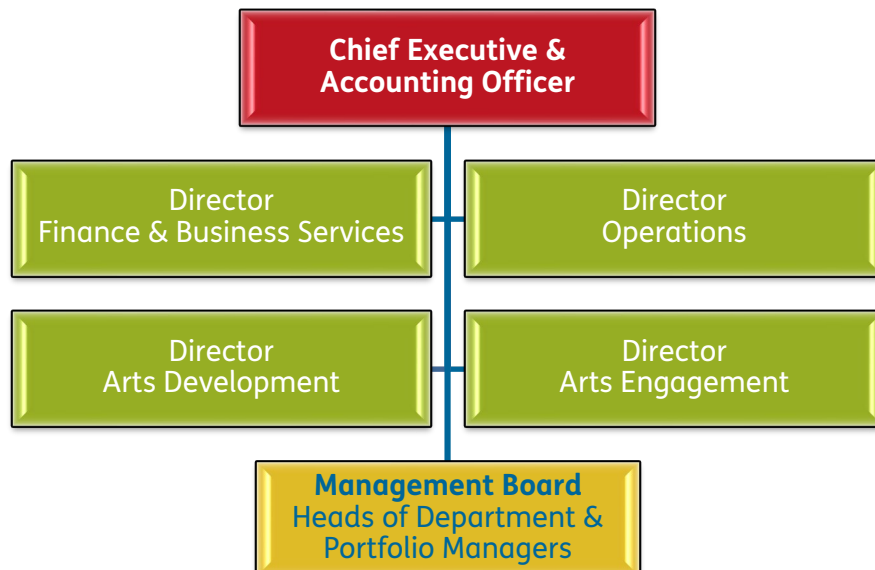 Chief Executive &
Accounting Officer
Director
Finance & Business Services
Director
Operations
Director
Arts Development
Director
Arts Engagement
Management Board
Heads of Department &
Portfolio Managers